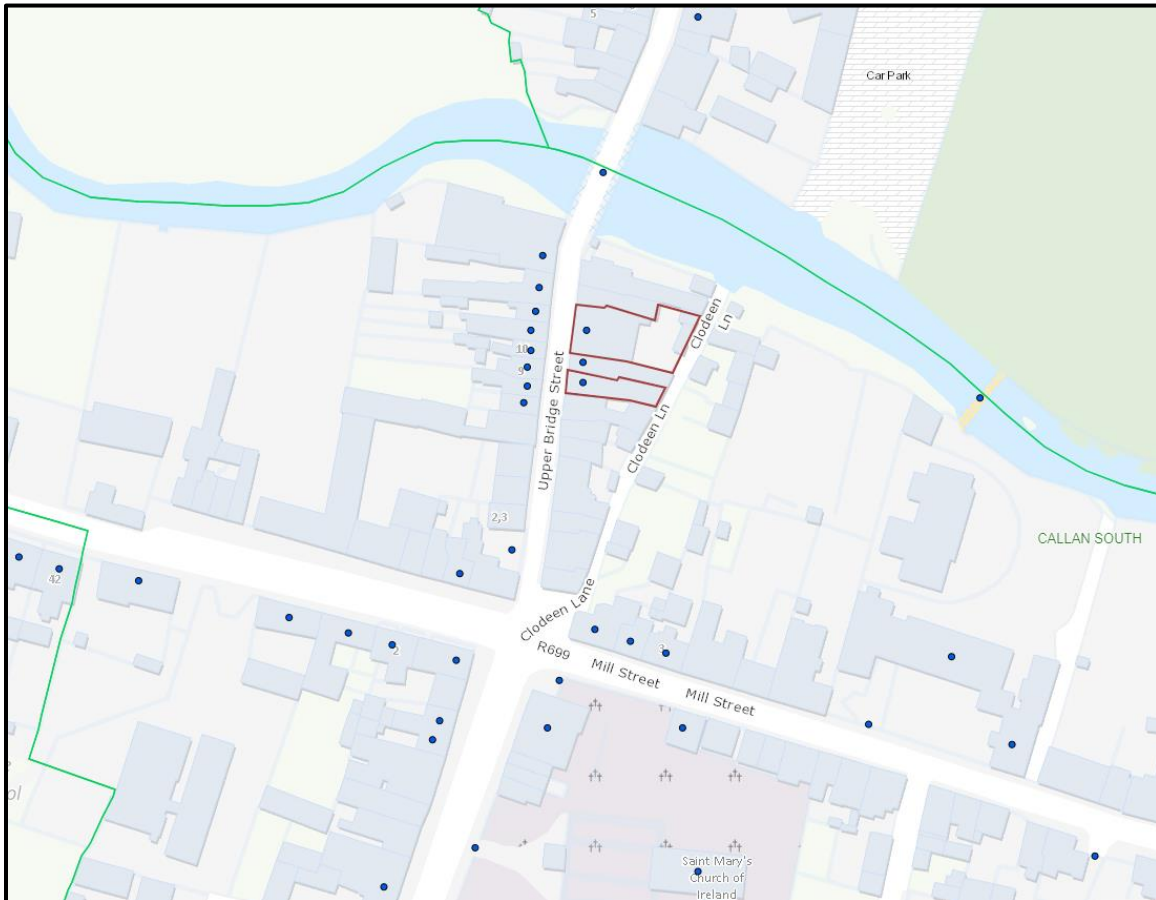 5
Car Park
Clodeen
Ln
10
9
Upper Bridge Street
Clodeen Ln
2,3
CALLAN SOUTH
42
Clodeen Lane
R699
Mill Street
Mill Street
2
3
ol
Saint Mary's
Church of
Ireland